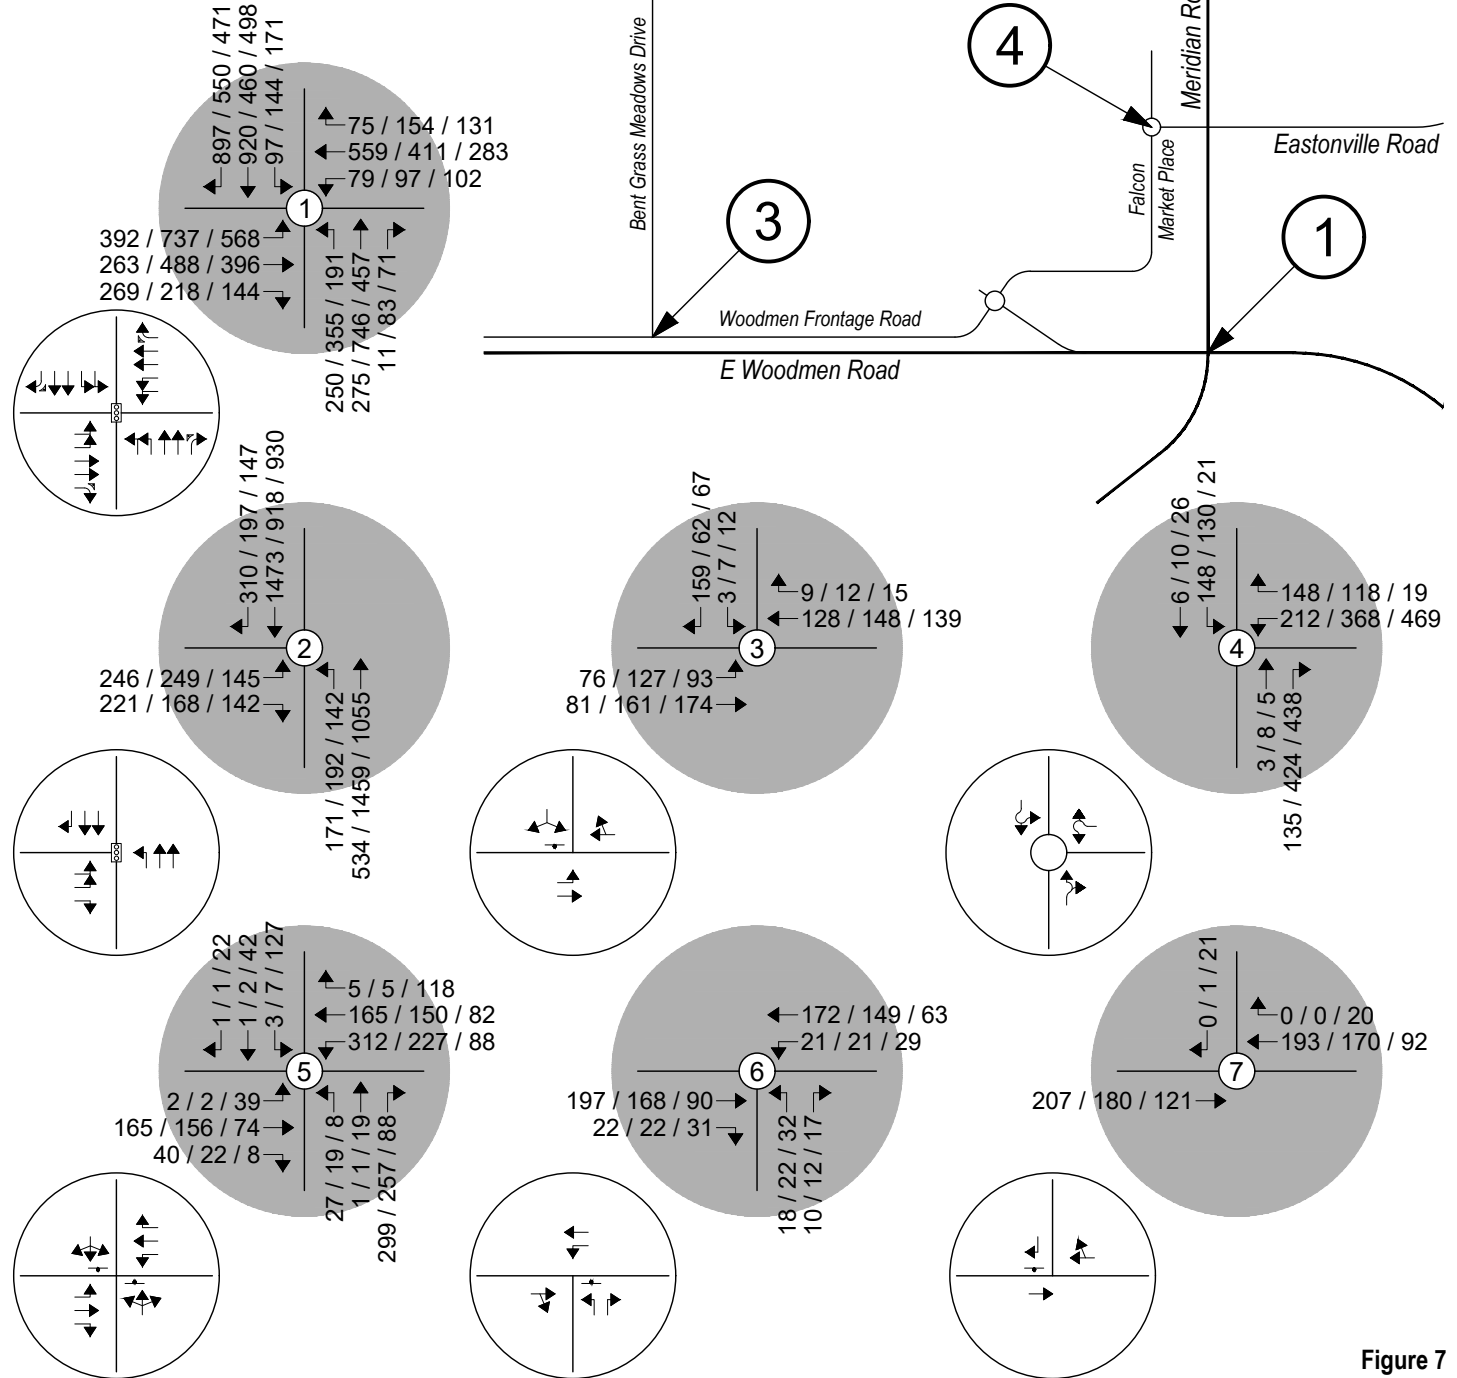 Bent Grass Meadows Drive
4
Meridian Ro
Eastonville Road
Falcon
Market Place
3
1
Woodmen Frontage Road
E Woodmen Road
897 / 550 / 471
920 / 460 / 498
97 / 144 / 171
75 / 154 / 131
559 / 411 / 283
79 / 97 / 102
1
392 / 737 / 568
263 / 488 / 396
269 / 218 / 144
250 / 355 / 191
275 / 746 / 457
11 / 83 / 71
310 / 197 / 147
1473 / 918 / 930
2
246 / 249 / 145
221 / 168 / 142
171 / 192 / 142
534 / 1459 / 1055
159 / 62 / 67
3 / 7 / 12
9 / 12 / 15
128 / 148 / 139
3
76 / 127 / 93
81 / 161 / 174
6 / 10 / 26
148 / 130 / 21
148 / 118 / 19
212 / 368 / 469
4
3 / 8 / 5
135 / 424 / 438
1 / 1 / 22
1 / 2 / 42
3 / 7 / 127
5 / 5 / 118
165 / 150 / 82
312 / 227 / 88
5
2 / 2 / 39
165 / 156 / 74
40 / 22 / 8
27 / 19 / 8
1 / 1 / 19
299 / 257 / 88
172 / 149 / 63
21 / 21 / 29
6
197 / 168 / 90
22 / 22 / 31
18 / 22 / 32
10 / 12 / 17
0 / 1 / 21
0 / 0 / 20
193 / 170 / 92
7
207 / 180 / 121
Figure 7